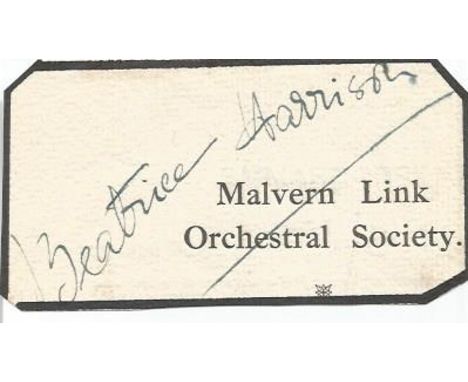 Beatrice Harrison
Malvern Link
Orchestral Society.